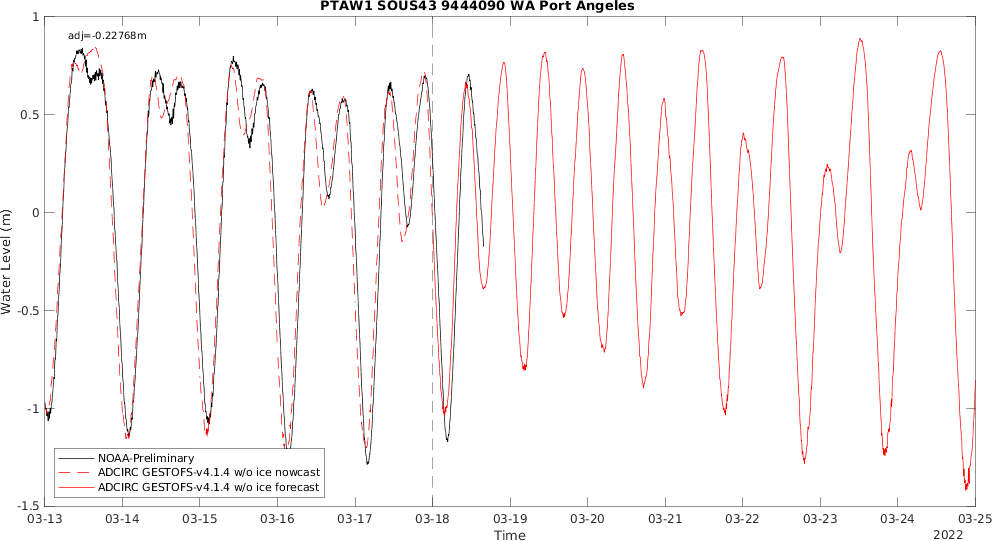 PTAW1 SOUS43 9444090 WA Port Angeles
adj=-0.22768m
1
0.5
0
-0.5
-1
-1.5
Water Level (m)
NOAA-Preliminary
ADCIRC GESTOFS-v4.1.4 w/o ice nowcast
ADCIRC GESTOFS-v4.1.4 w/o ice forecast
03-13 03-14 03-15 03-16 03-17 03-18 03-19 03-20 03-21 03-22 03-23 03-24 03-25
Time
2022